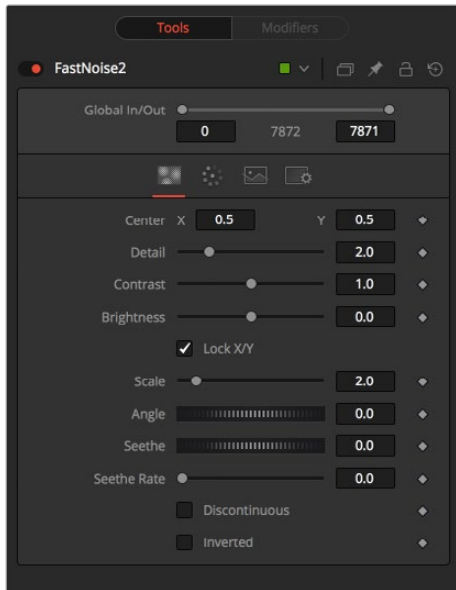 Tools Modifiers
FastNoise2
Global In/Out
0 7872 7871
Center X 0.5 Y 0.5
Detail 2.0
Contrast 1.0
Brightness 0.0
Lock X/Y
Scale 2.0
Angle 0.0
Seethe 0.0
Seethe Rate 0.0
Discontinuous
Inverted